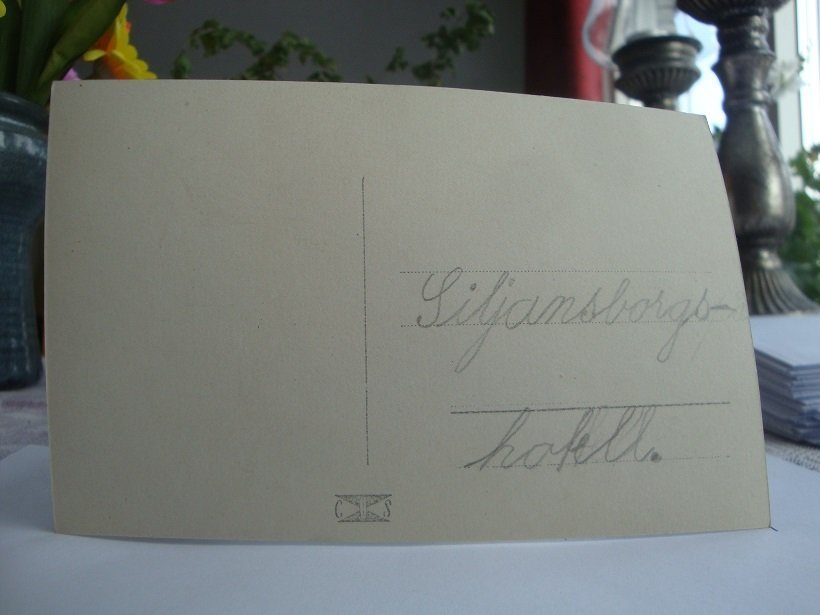 Siljansborgs-
hotell.
C S